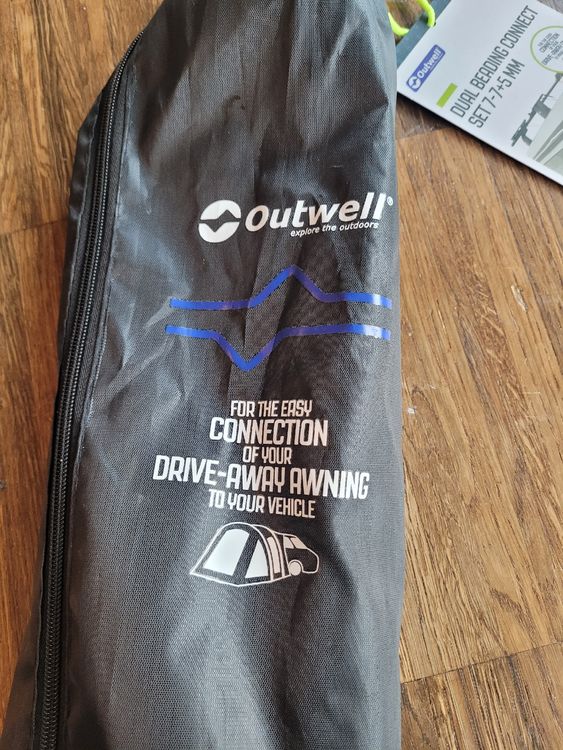 Outwell®
explore the outdoors
FOR THE EASY
CONNECTION
OF YOUR
DRIVE-AWAY AWNING
TO YOUR VEHICLE
Outwell
DUAL BEADING CONNECT
SET 7-7+5 MM
CONNECTION